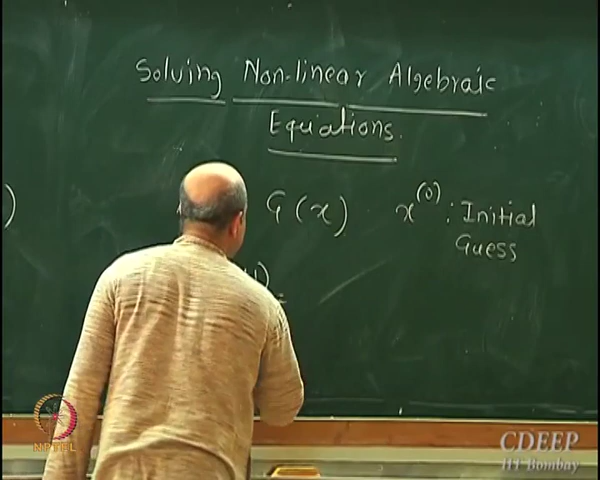 Solving Non-linear Algebraic
Equations.
) G(x) x^(0) : Initial
Guess
=
NPTEL
CDEEP
IIT Bombay